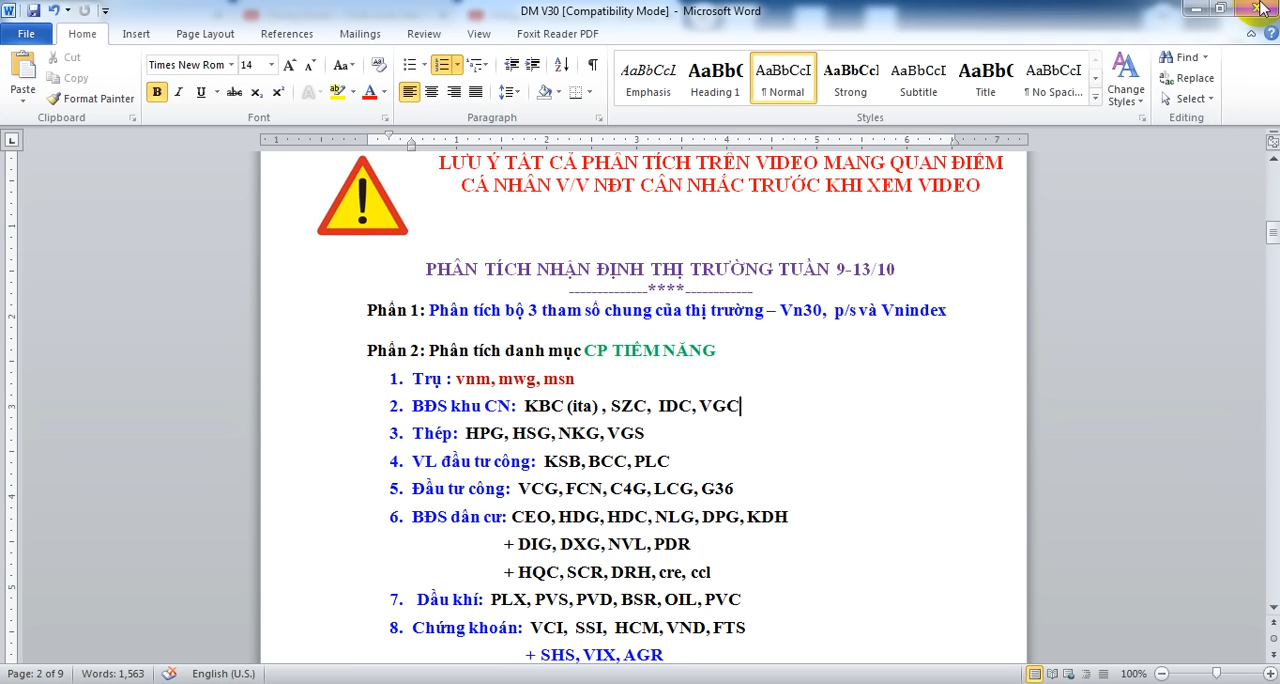 DM V30 [Compatibility Mode] - Microsoft Word
File Home Insert Page Layout References Mailings Review View Foxit Reader PDF
Paste Cut Copy Format Painter
Times New Rom 14
B I U abc
AaBbCcI AaBb( AaBbCcI AaBbCcl AaBbCcI AaBb( AaBbCcI
Emphasis Heading 1 ¶ Normal Strong Subtitle Title ¶ No Spaci...
Change Styles
Find Replace Select
Clipboard Font Paragraph Styles Editing
LƯU Ý TẤT CẢ PHÂN TÍCH TRÊN VIDEO MANG QUAN ĐIỂM
CÁ NHÂN V/V NĐT CÂN NHẮC TRƯỚC KHI XEM VIDEO
PHÂN TÍCH NHẬN ĐỊNH THỊ TRƯỜNG TUẦN 9-13/10
--------------****------------
Phần 1: Phân tích bộ 3 tham số chung của thị trường – Vn30, p/s và Vnindex
Phần 2: Phân tích danh mục CP TIỀM NĂNG
1. Trụ : vnm, mwg, msn
2. BĐS khu CN: KBC (ita) , SZC, IDC, VGC
3. Thép: HPG, HSG, NKG, VGS
4. VL đầu tư công: KSB, BCC, PLC
5. Đầu tư công: VCG, FCN, C4G, LCG, G36
6. BĐS dân cư: CEO, HDG, HDC, NLG, DPG, KDH
+ DIG, DXG, NVL, PDR
+ HQC, SCR, DRH, cre, ccl
7. Dầu khí: PLX, PVS, PVD, BSR, OIL, PVC
8. Chứng khoán: VCI, SSI, HCM, VND, FTS
+ SHS, VIX, AGR
Page: 2 of 9 Words: 1,563 English (U.S.) 100%